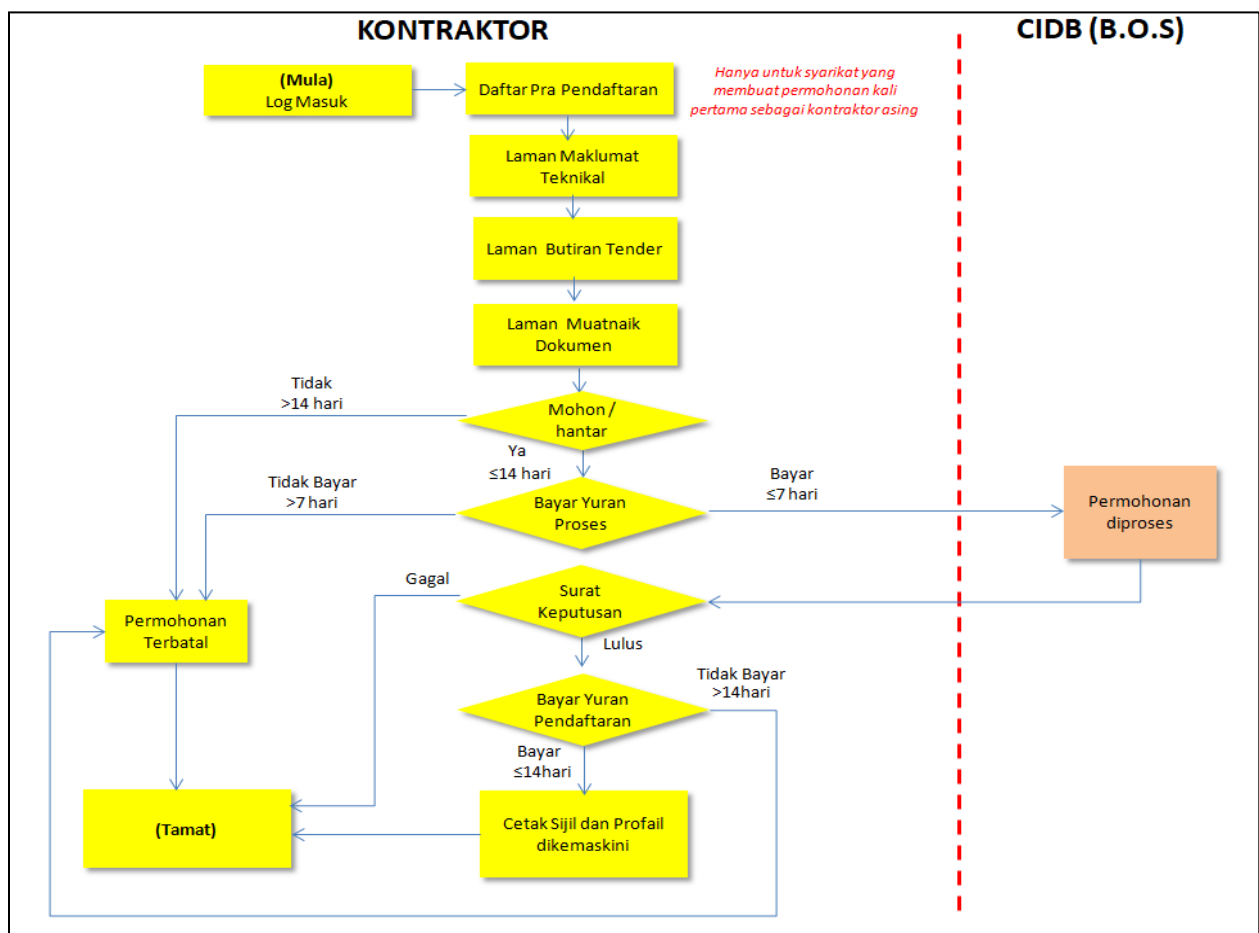 KONTRAKTOR
CIDB (B.O.S)
(Mula)
Log Masuk
Daftar Pra Pendaftaran
Hanya untuk syarikat yang
membuat permohonan kali
pertama sebagai kontraktor asing
Laman Maklumat
Teknikal
Laman Butiran Tender
Laman Muatnaik
Dokumen
Tidak
>14 hari
Mohon /
hantar
Ya
≤14 hari
Tidak Bayar
>7 hari
Bayar Yuran
Proses
Bayar
≤7 hari
Permohonan
diproses
Gagal
Surat
Keputusan
Permohonan
Terbatal
Lulus
Tidak Bayar
>14hari
Bayar Yuran
Pendaftaran
Bayar
≤14hari
(Tamat)
Cetak Sijil dan Profail
dikemaskini